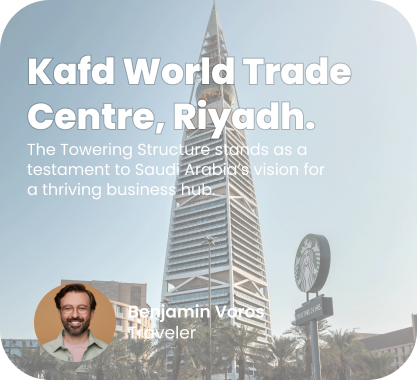 Kafd World Trade
Centre, Riyadh.
The Towering Structure stands as a
testament to Saudi Arabia's vision for
a thriving business hub.
Benjamin Varos
Traveler